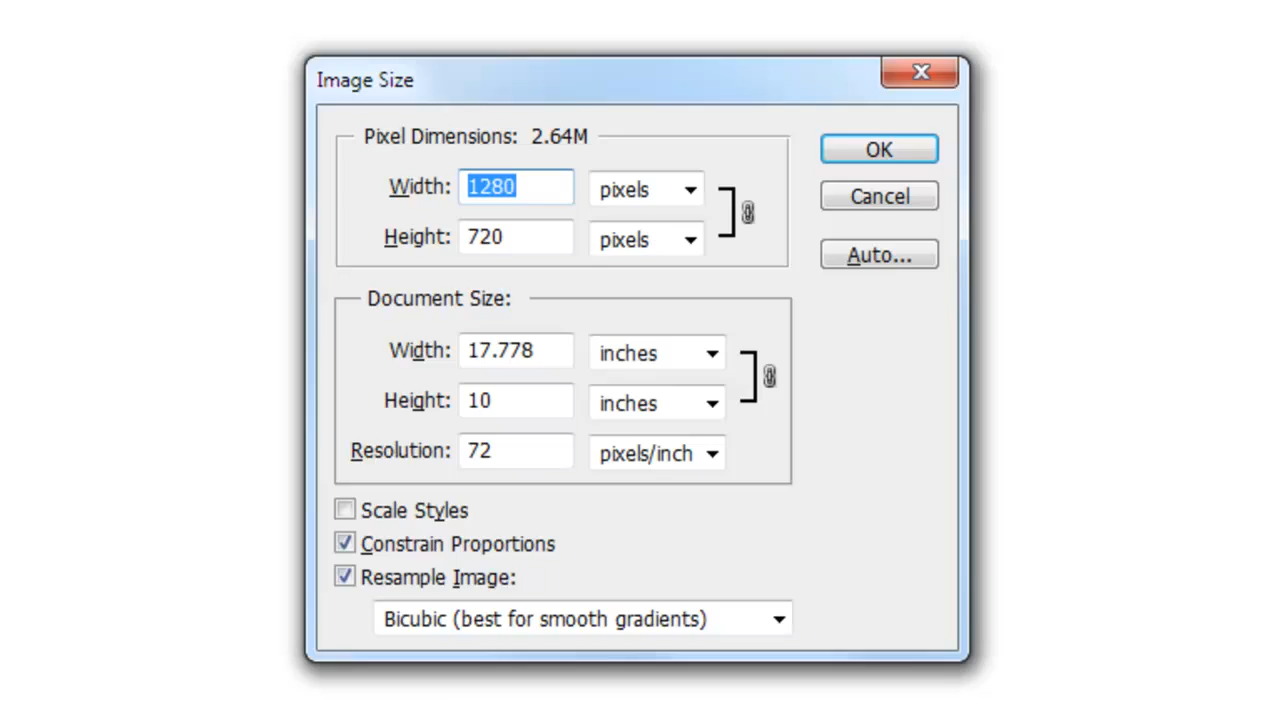 Image Size
Pixel Dimensions: 2.64M
Width: 1280 pixels
Height: 720 pixels
OK
Cancel
Auto...
Document Size:
Width: 17.778 inches
Height: 10 inches
Resolution: 72 pixels/inch
Scale Styles
Constrain Proportions
Resample Image:
Bicubic (best for smooth gradients)